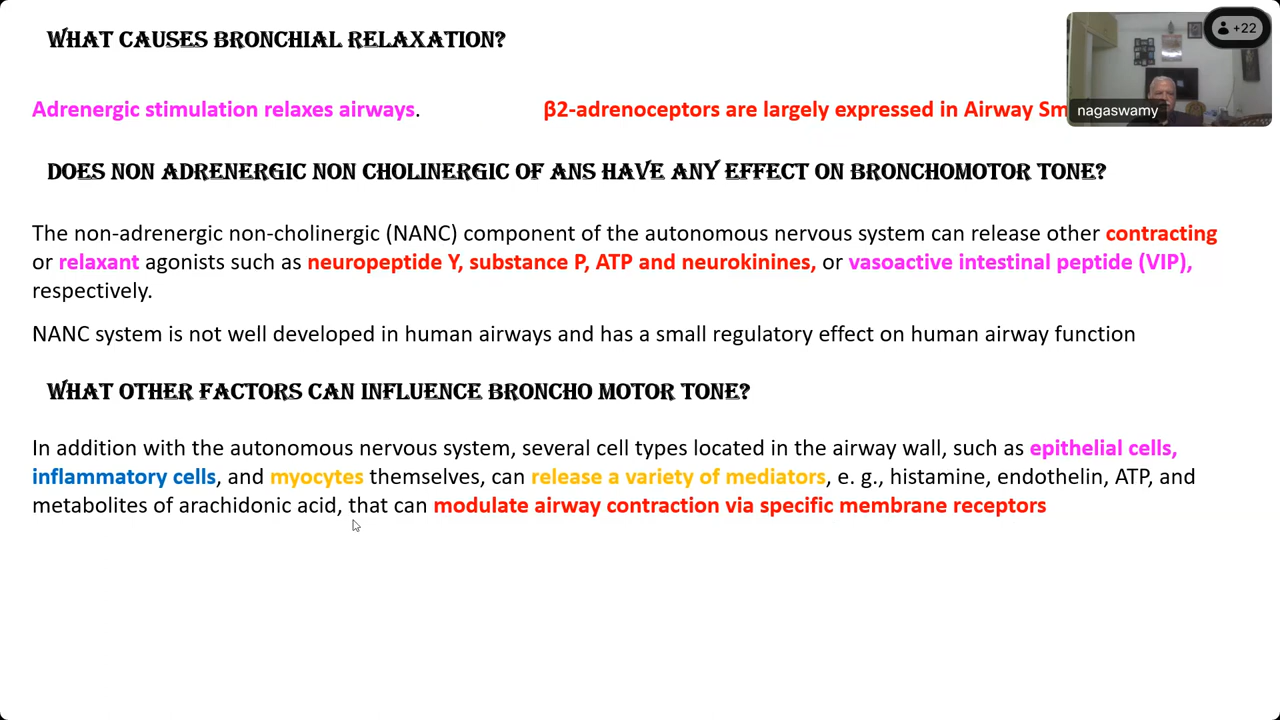 WHAT CAUSES BRONCHIAL RELAXATION?
+22
Adrenergic stimulation relaxes airways. β2-adrenoceptors are largely expressed in Airway
nagaswamy
DOES NON ADRENERGIC NON CHOLINERGIC OF ANS HAVE ANY EFFECT ON BRONCHOMOTOR TONE?
The non-adrenergic non-cholinergic (NANC) component of the autonomous nervous system can release other contracting
or relaxant agonists such as neuropeptide Y, substance P, ATP and neurokinines, or vasoactive intestinal peptide (VIP),
respectively.
NANC system is not well developed in human airways and has a small regulatory effect on human airway function
WHAT OTHER FACTORS CAN INFLUENCE BRONCHO MOTOR TONE?
In addition with the autonomous nervous system, several cell types located in the airway wall, such as epithelial cells,
inflammatory cells, and myocytes themselves, can release a variety of mediators, e. g., histamine, endothelin, ATP, and
metabolites of arachidonic acid, that can modulate airway contraction via specific membrane receptors